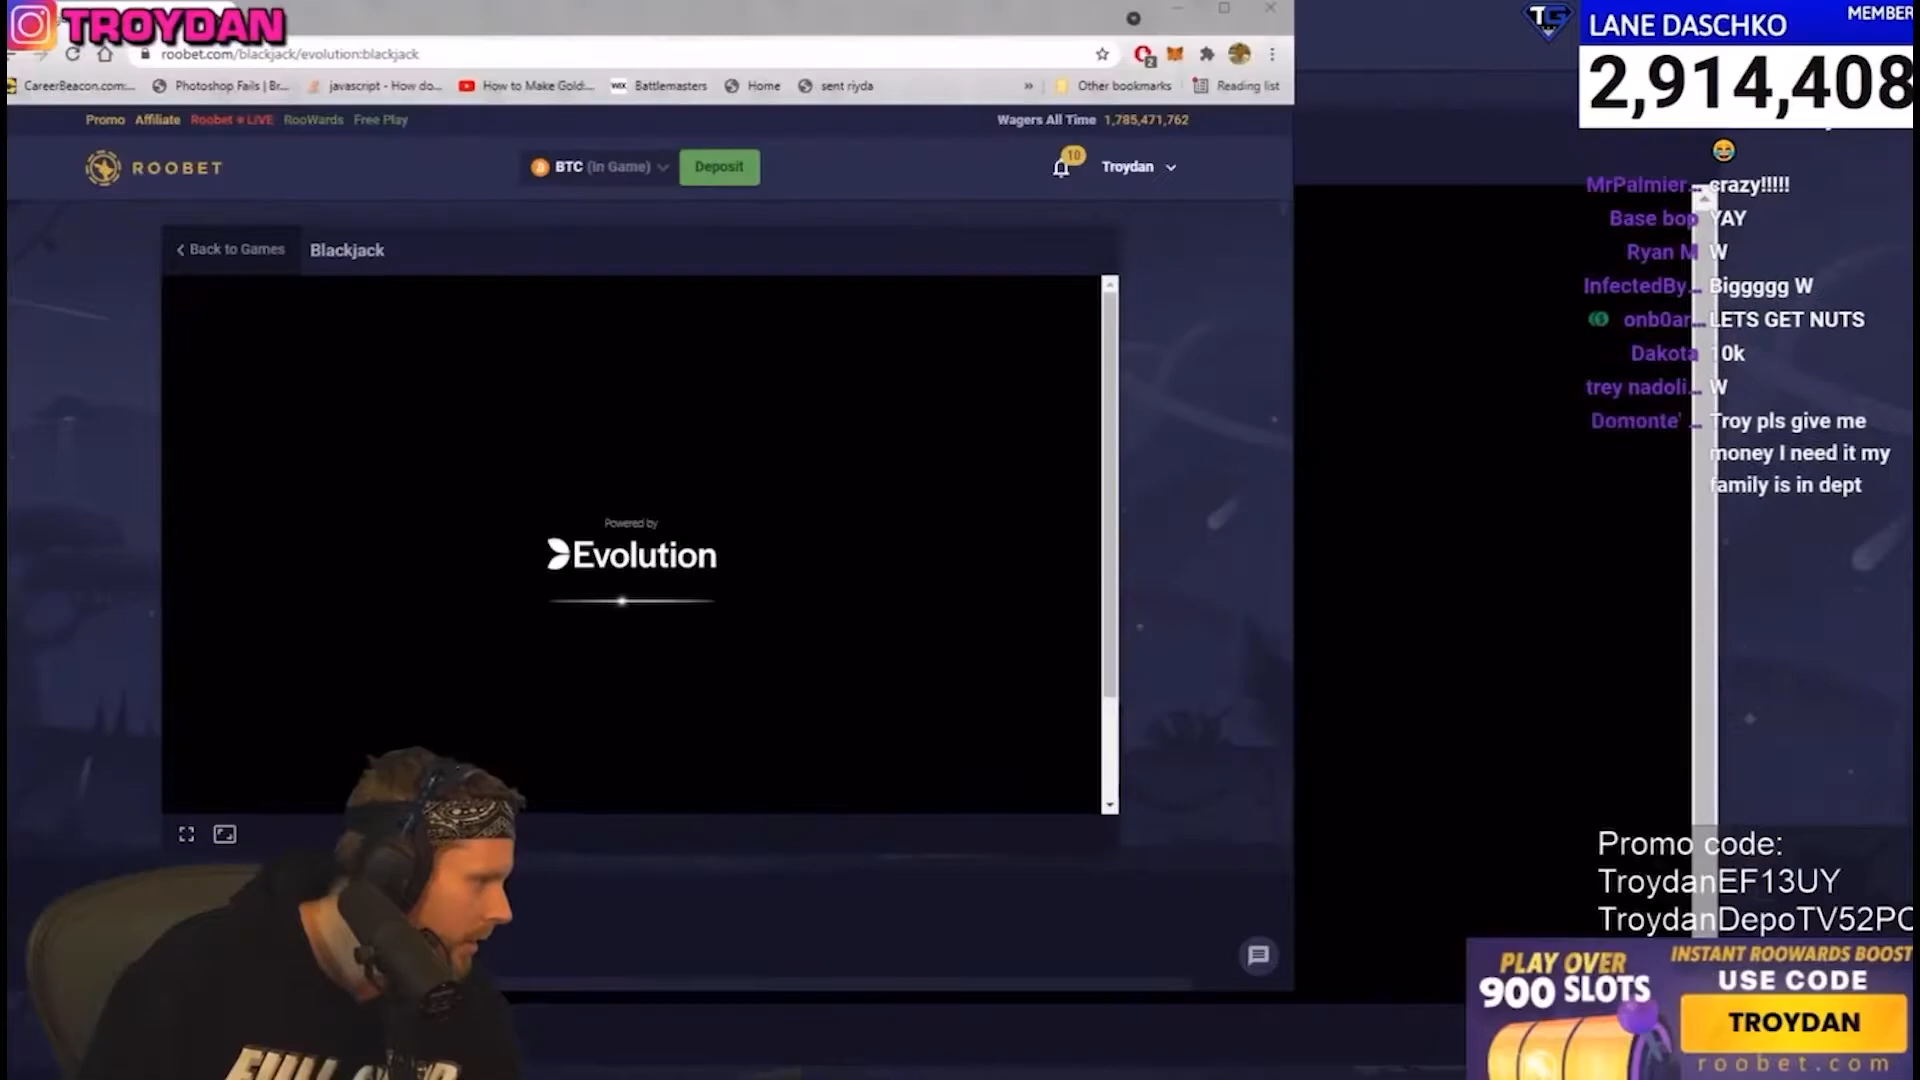 TROYDAN
roobet.com/blackjack/evolution:blackjack
CareerBeacon.com:...
Photoshop Fails | Br...
javascript - How do...
How to Make Gold:...
WIX
Battlemasters
Home
sent riyda
»
Other bookmarks
Reading list
Promo Affiliate Roobet LIVE RooWards Free Play
Wagers All Time 1,785,471,762
ROOBET
BTC (In Game)
Deposit
10
Troydan
Back to Games
Blackjack
Powered by
Evolution
TG
LANE DASCHKO
MEMBER
2,914,408
MrPalmier... crazy!!!!!
Base bop YAY
Ryan M W
InfectedBy... Biggggg W
onb0ar... LETS GET NUTS
Dakota 10k
trey nadoli... W
Domonte' ... Troy pls give me
money I need it my
family is in dept
Promo code:
TroydanEF13UY
TroydanDepoTV52PC
PLAY OVER
900 SLOTS
INSTANT ROOWARDS BOOST
USE CODE
TROYDAN
roobet.com